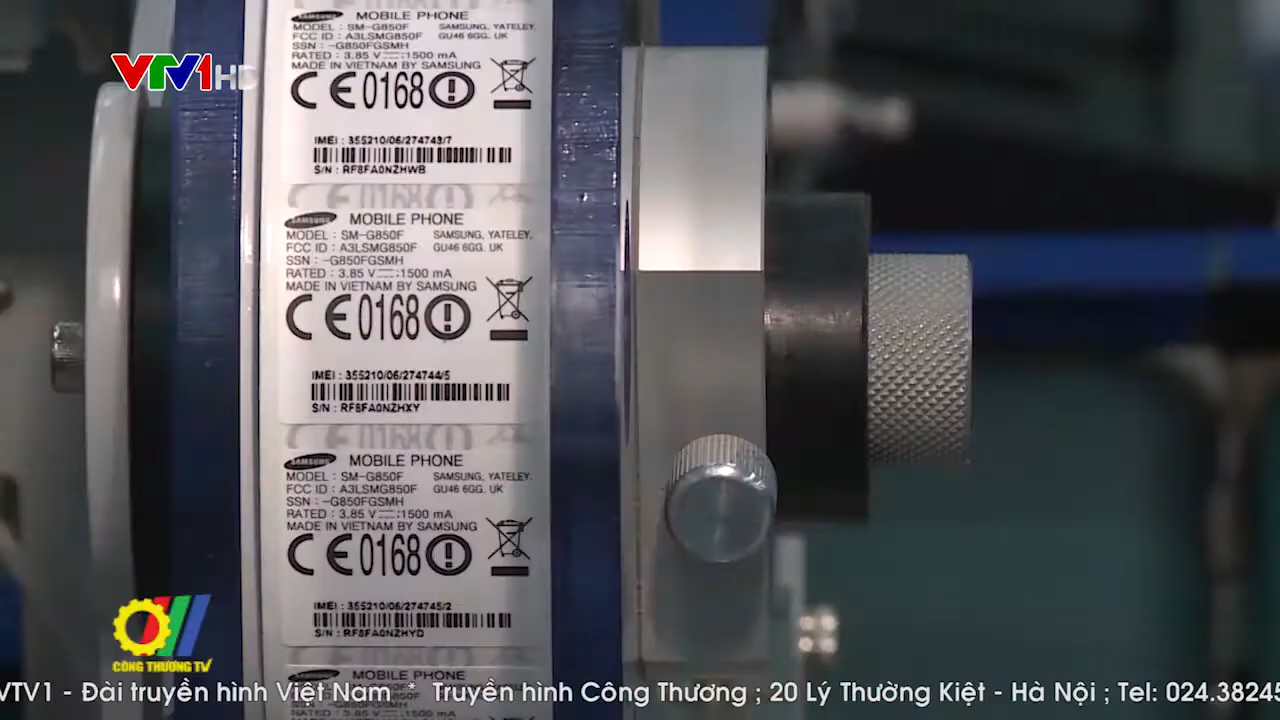 SAMSUNG MOBILE PHONE
MODEL : SM-G850F SAMSUNG, YATELEY,
FCC ID : A3LSMG850F GU46 6GG. UK
SSN : -G850FGSMH
RATED : 3.85 V :1500 mA
MADE IN VIETNAM BY SAMSUNG
CE0168
IMEI : 355210/06/274743/7
S/N : RF8FA0NZHWB
SAMSUNG MOBILE PHONE
MODEL : SM-G850F SAMSUNG, YATELEY,
FCC ID : A3LSMG850F GU46 6GG. UK
SSN : -G850FGSMH
RATED : 3.85 V :1500 mA
MADE IN VIETNAM BY SAMSUNG
CE0168
IMEI : 355210/06/274744/5
S/N : RF8FA0NZHXY
SAMSUNG MOBILE PHONE
MODEL : SM-G850F SAMSUNG, YATELEY,
FCC ID : A3LSMG850F GU46 6GG. UK
SSN : -G850FGSMH
RATED : 3.85 V :1500 mA
MADE IN VIETNAM BY SAMSUNG
CE0168
IMEI : 355210/06/274745/2
S/N : RF8FA0NZHYD
MOBILE PHONE
VTV1 HD
CÔNG THƯƠNG TV
VTV1 - Đài truyền hình Việt Nam * Truyền hình Công Thương ; 20 Lý Thường Kiệt - Hà Nội ; Tel: 024.38245